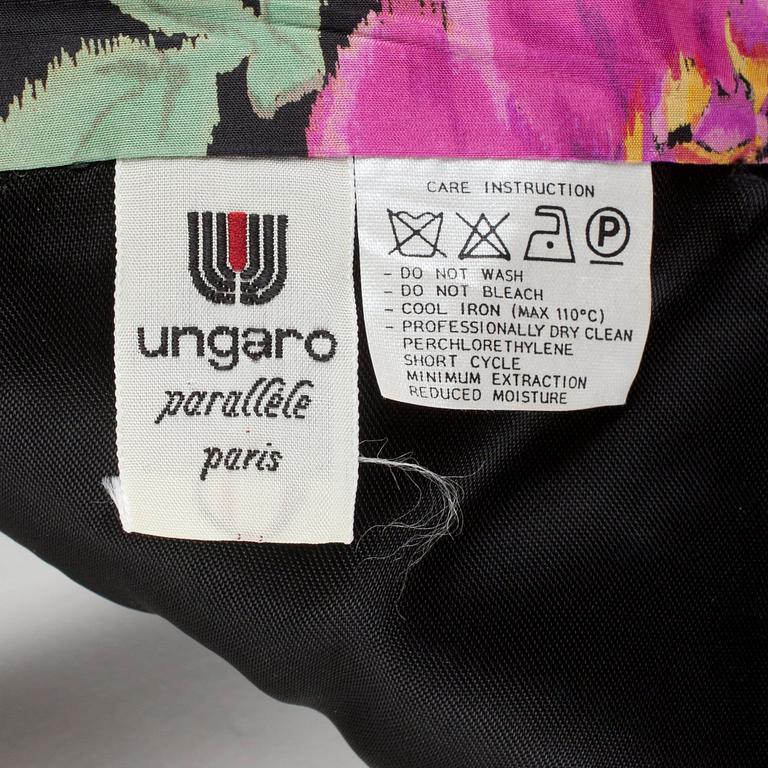 ungaro
parallèle
paris
CARE INSTRUCTION
P
- DO NOT WASH
- DO NOT BLEACH
- COOL IRON (MAX 110°C)
- PROFESSIONALLY DRY CLEAN
PERCHLORETHYLENE
SHORT CYCLE
MINIMUM EXTRACTION
REDUCED MOISTURE